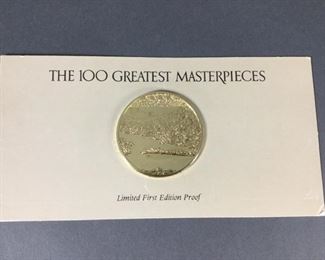 THE 100 GREATEST MASTERPIECES
Limited First Edition Proof